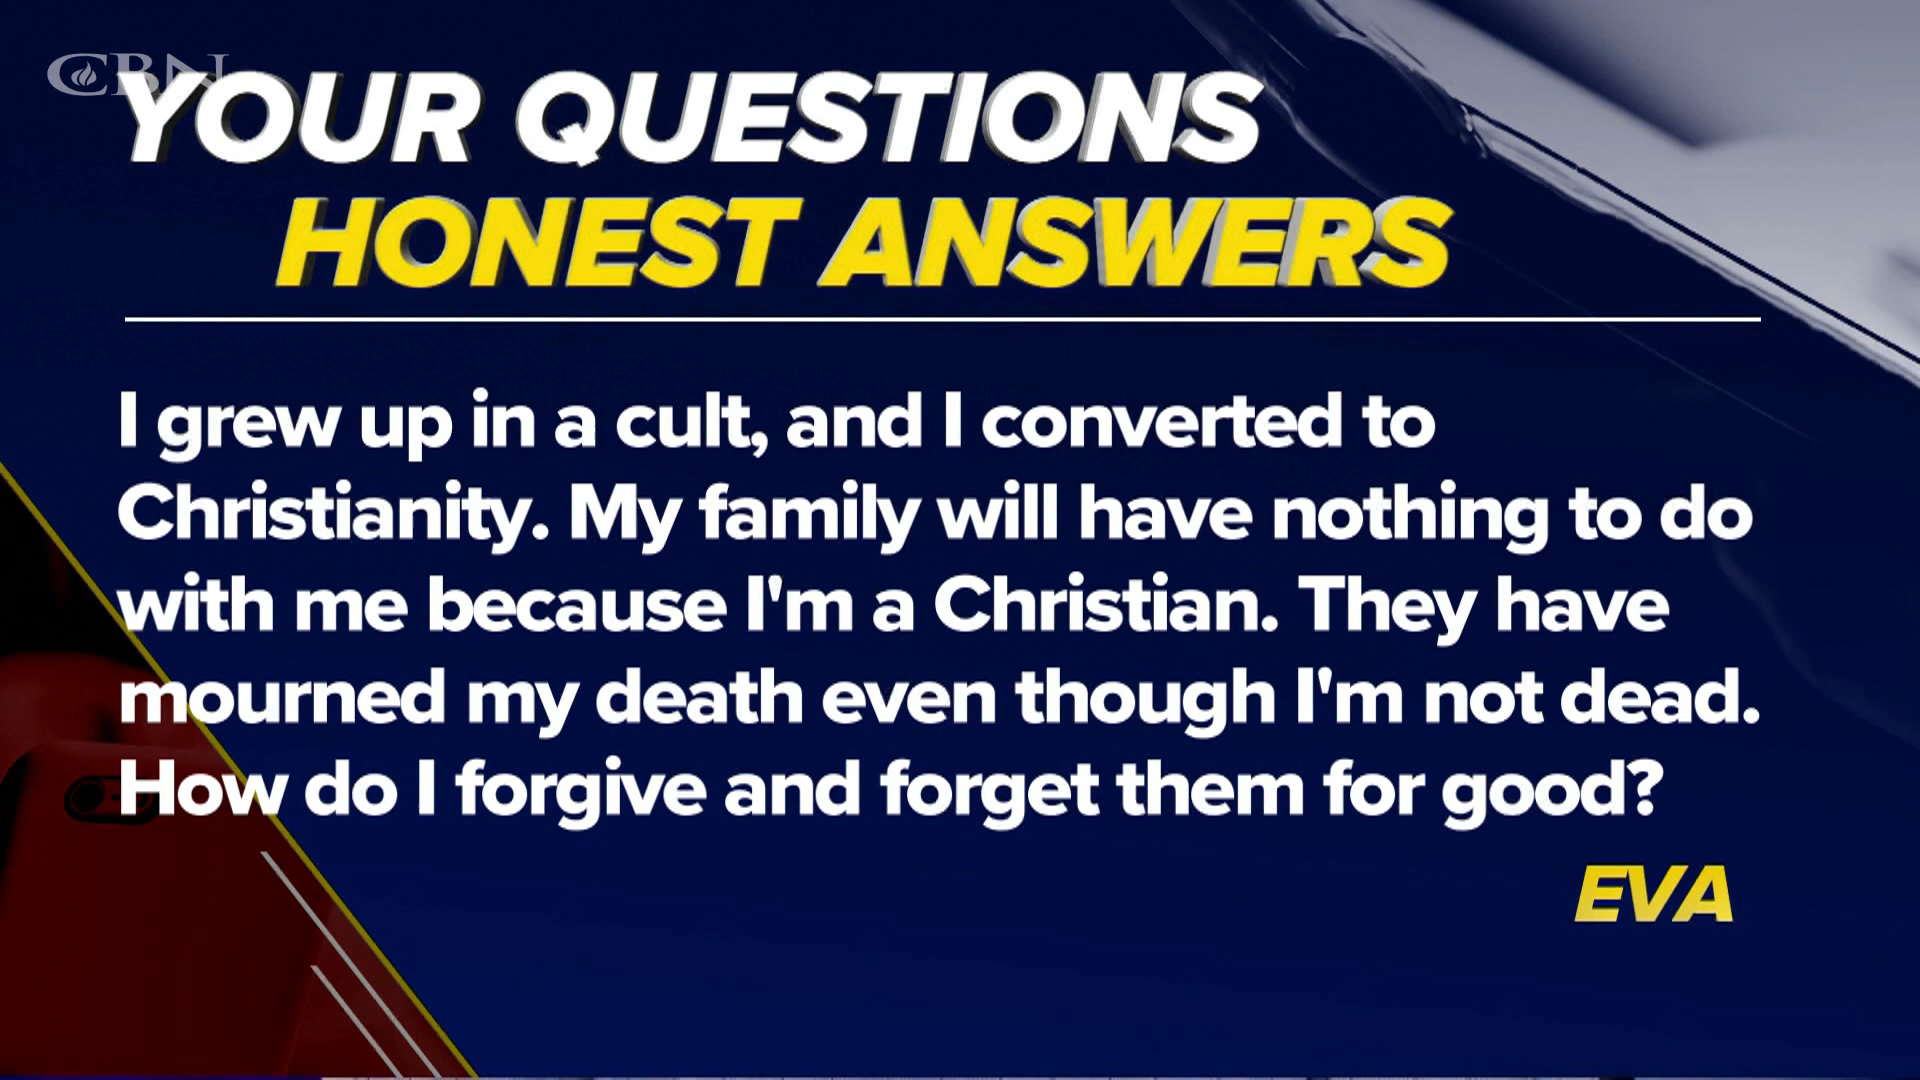 CBN
YOUR QUESTIONS
HONEST ANSWERS
I grew up in a cult, and I converted to
Christianity. My family will have nothing to do
with me because I'm a Christian. They have
mourned my death even though I'm not dead.
How do I forgive and forget them for good?
EVA